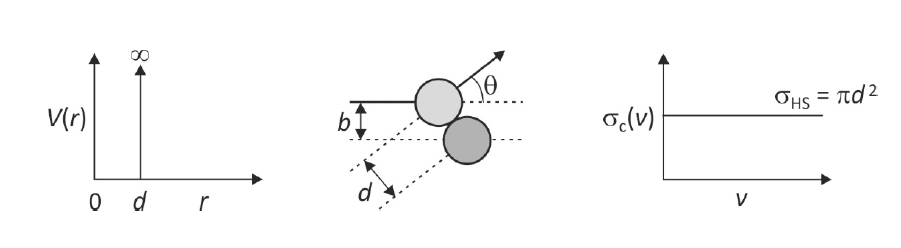 ∞
V(r)
0 d r
θ
b
d
σc(v)
σHS = πd²
v